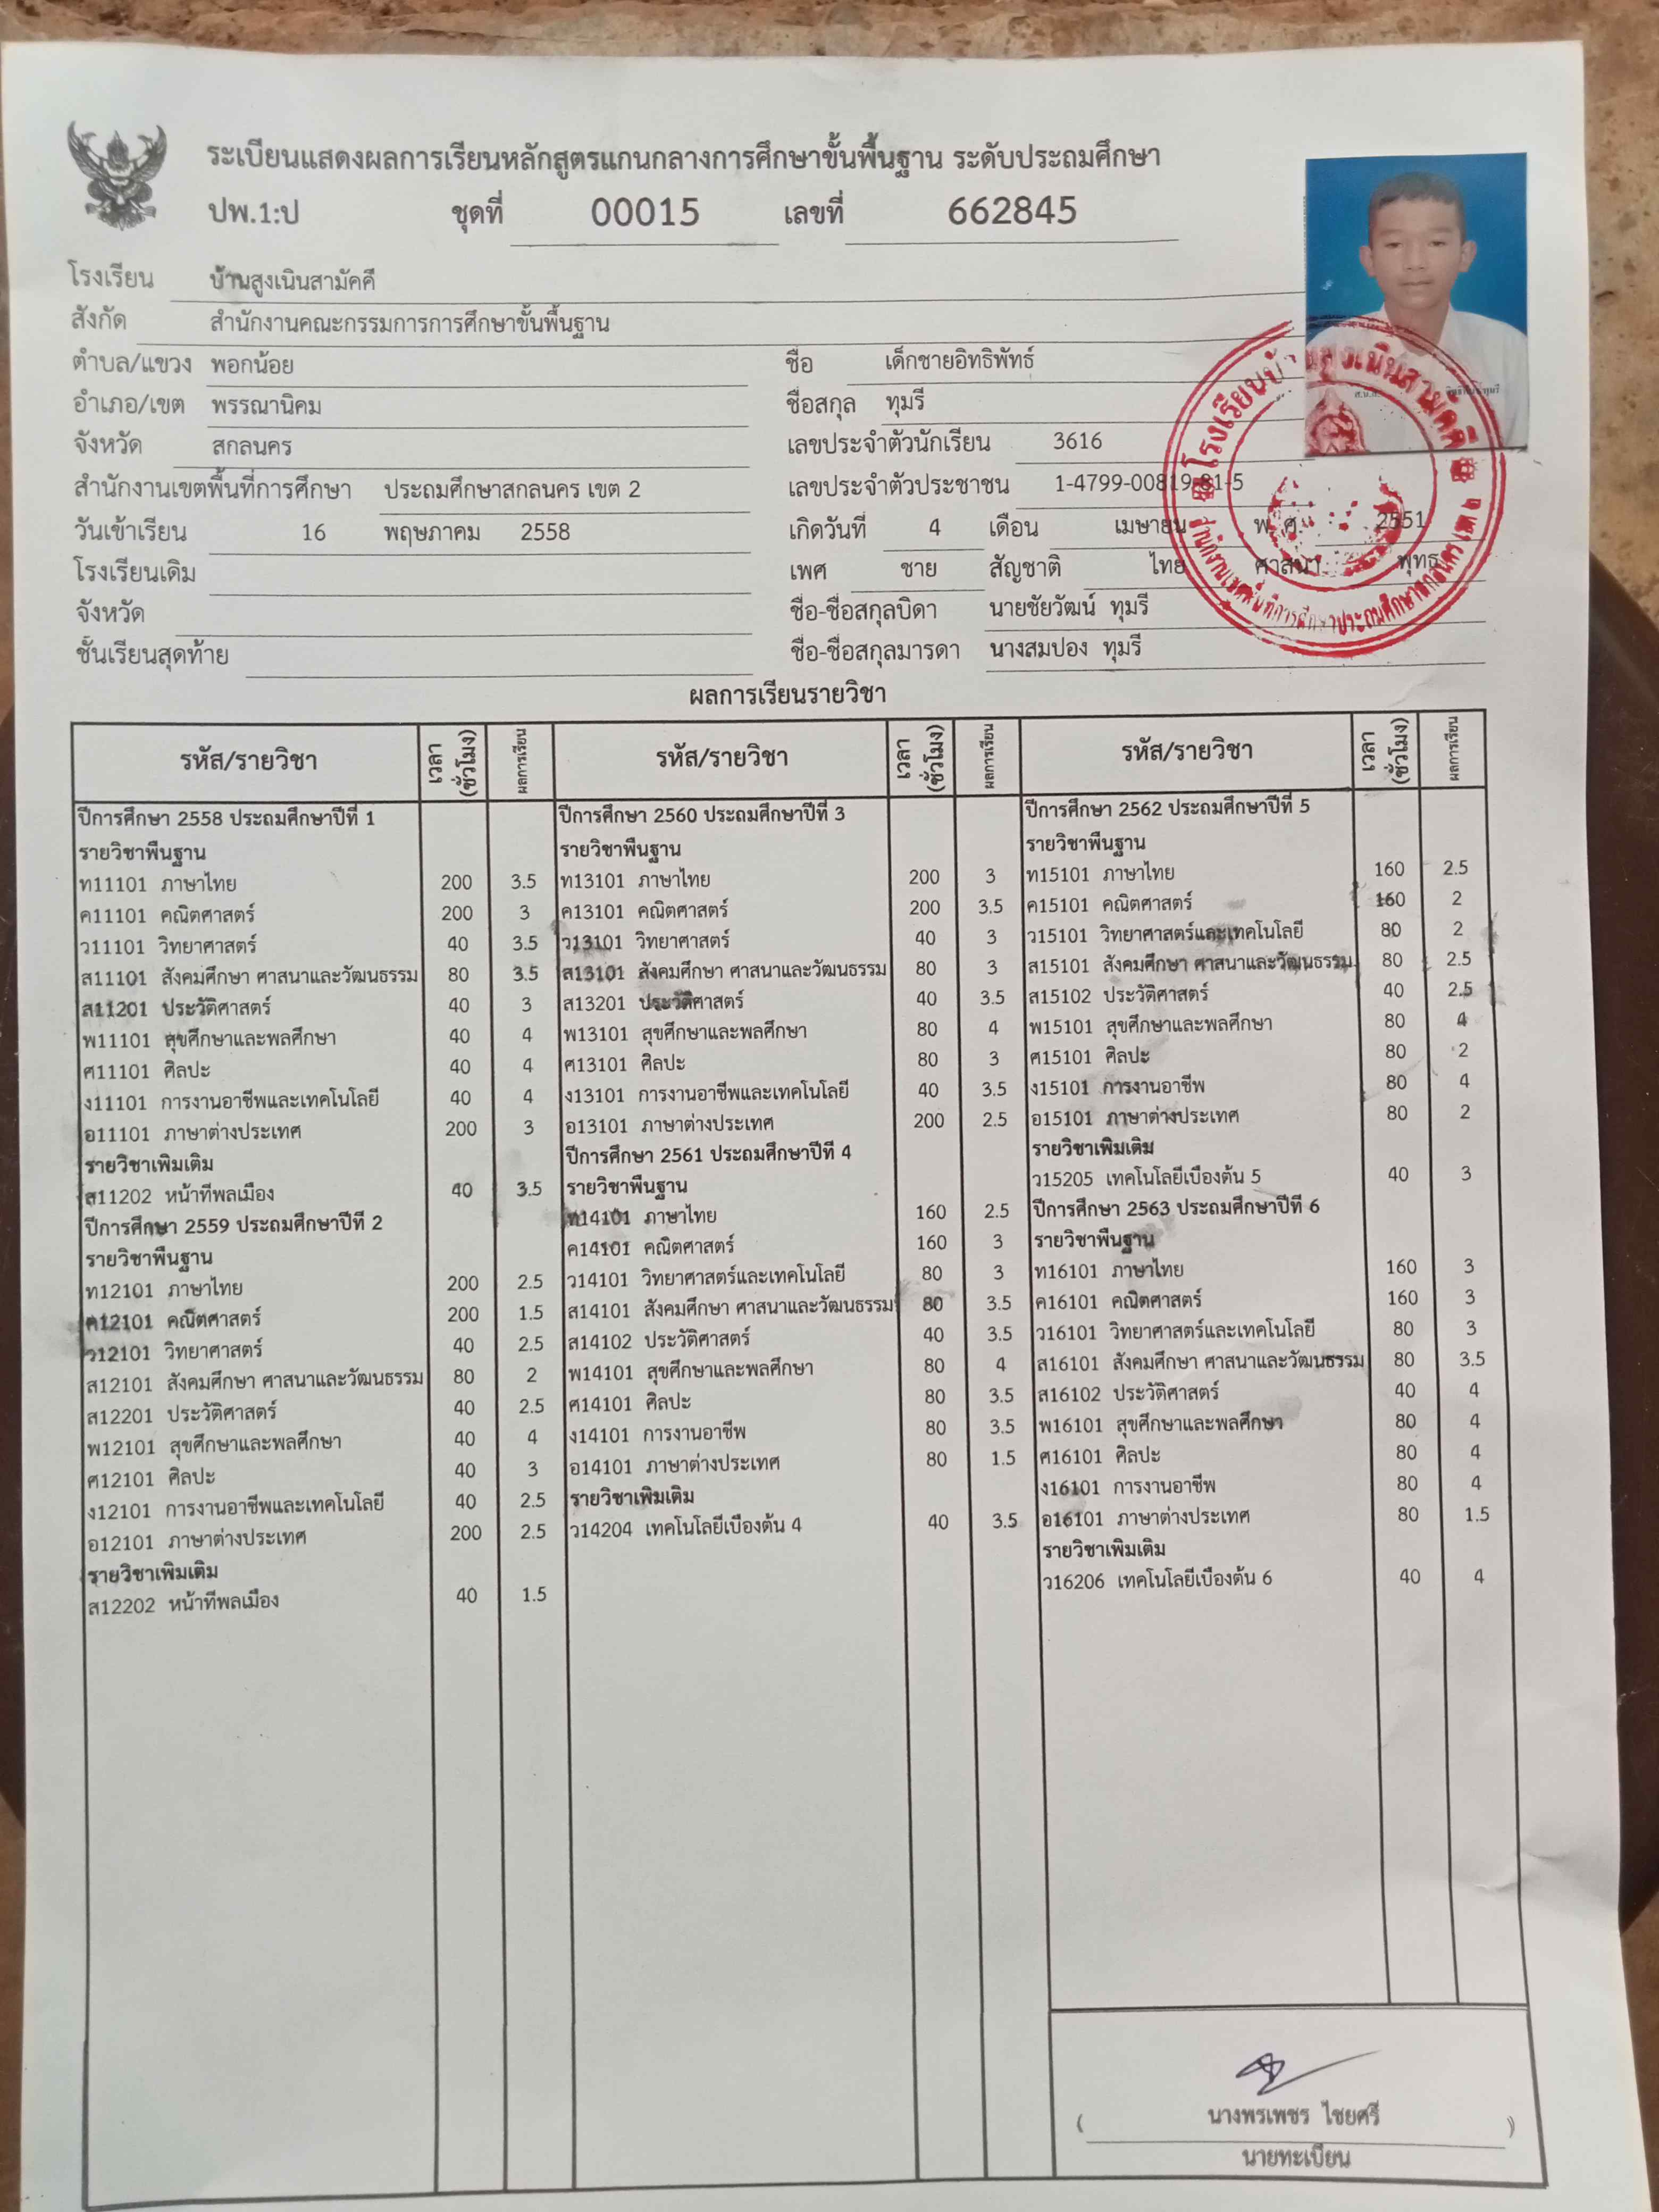 ระเบียนแสดงผลการเรียนหลักสูตรแกนกลางการศึกษาขั้นพื้นฐาน ระดับประถมศึกษา
ปพ.1:ป ชุดที่ 00015 เลขที่ 662845
โรงเรียน บ้านสูงเนินสามัคคี
สังกัด สำนักงานคณะกรรมการการศึกษาขั้นพื้นฐาน
ตำบล/แขวง พอกน้อย
อำเภอ/เขต พรรณานิคม
จังหวัด สกลนคร
สำนักงานเขตพื้นที่การศึกษา ประถมศึกษาสกลนคร เขต 2
วันเข้าเรียน 16 พฤษภาคม 2558
โรงเรียนเดิม
จังหวัด
ชั้นเรียนสุดท้าย
ชื่อ เด็กชายอิทธิพัทธ์
ชื่อสกุล ทุมรี
เลขประจำตัวนักเรียน 3616
เลขประจำตัวประชาชน 1-4799-00819-81-5
เกิดวันที่ 4 เดือน เมษายน พ.ศ. 2551
เพศ ชาย สัญชาติ ไทย ศาสนา พุทธ
ชื่อ-ชื่อสกุลบิดา นายชัยวัฒน์ ทุมรี
ชื่อ-ชื่อสกุลมารดา นางสมปอง ทุมรี
โรงเรียนบ้านสูงเนินสามัคคี
สำนักงานเขตพื้นที่การศึกษาประถมศึกษาสกลนคร เขต ๒
ผลการเรียนรายวิชา
รหัส/รายวิชา เวลา (ชั่วโมง) ผลการเรียน
ปีการศึกษา 2558 ประถมศึกษาปีที่ 1
รายวิชาพื้นฐาน
ท11101 ภาษาไทย 200 3.5
ค11101 คณิตศาสตร์ 200 3
ว11101 วิทยาศาสตร์ 40 3.5
ส11101 สังคมศึกษา ศาสนาและวัฒนธรรม 80 3.5
ส11201 ประวัติศาสตร์ 40 3
พ11101 สุขศึกษาและพลศึกษา 40 4
ศ11101 ศิลปะ 40 4
ง11101 การงานอาชีพและเทคโนโลยี 40 4
อ11101 ภาษาต่างประเทศ 200 3
รายวิชาเพิ่มเติม
ส11202 หน้าที่พลเมือง 40 3.5
ปีการศึกษา 2559 ประถมศึกษาปีที่ 2
รายวิชาพื้นฐาน
ท12101 ภาษาไทย 200 2.5
ค12101 คณิตศาสตร์ 200 1.5
ว12101 วิทยาศาสตร์ 40 2.5
ส12101 สังคมศึกษา ศาสนาและวัฒนธรรม 80 2
ส12201 ประวัติศาสตร์ 40 2.5
พ12101 สุขศึกษาและพลศึกษา 40 4
ศ12101 ศิลปะ 40 3
ง12101 การงานอาชีพและเทคโนโลยี 40 2.5
อ12101 ภาษาต่างประเทศ 200 2.5
รายวิชาเพิ่มเติม
ส12202 หน้าที่พลเมือง 40 1.5
รหัส/รายวิชา เวลา (ชั่วโมง) ผลการเรียน
ปีการศึกษา 2560 ประถมศึกษาปีที่ 3
รายวิชาพื้นฐาน
ท13101 ภาษาไทย 200 3
ค13101 คณิตศาสตร์ 200 3.5
ว13101 วิทยาศาสตร์ 40 3
ส13101 สังคมศึกษา ศาสนาและวัฒนธรรม 80 3
ส13201 ประวัติศาสตร์ 40 3.5
พ13101 สุขศึกษาและพลศึกษา 80 4
ศ13101 ศิลปะ 80 3
ง13101 การงานอาชีพและเทคโนโลยี 40 3.5
อ13101 ภาษาต่างประเทศ 200 2.5
ปีการศึกษา 2561 ประถมศึกษาปีที่ 4
รายวิชาพื้นฐาน
ท14101 ภาษาไทย 160 2.5
ค14101 คณิตศาสตร์ 160 3
ว14101 วิทยาศาสตร์และเทคโนโลยี 80 3
ส14101 สังคมศึกษา ศาสนาและวัฒนธรรม 80 3.5
ส14102 ประวัติศาสตร์ 40 3.5
พ14101 สุขศึกษาและพลศึกษา 80 4
ศ14101 ศิลปะ 80 3.5
ง14101 การงานอาชีพ 80 3.5
อ14101 ภาษาต่างประเทศ 80 1.5
รายวิชาเพิ่มเติม
ว14204 เทคโนโลยีเบื้องต้น 4 40 3.5
รหัส/รายวิชา เวลา (ชั่วโมง) ผลการเรียน
ปีการศึกษา 2562 ประถมศึกษาปีที่ 5
รายวิชาพื้นฐาน
ท15101 ภาษาไทย 160 2.5
ค15101 คณิตศาสตร์ 160 2
ว15101 วิทยาศาสตร์และเทคโนโลยี 80 2
ส15101 สังคมศึกษา ศาสนาและวัฒนธรรม 80 2.5
ส15102 ประวัติศาสตร์ 40 2.5
พ15101 สุขศึกษาและพลศึกษา 80 4
ศ15101 ศิลปะ 80 2
ง15101 การงานอาชีพ 80 4
อ15101 ภาษาต่างประเทศ 80 2
รายวิชาเพิ่มเติม
ว15205 เทคโนโลยีเบื้องต้น 5 40 3
ปีการศึกษา 2563 ประถมศึกษาปีที่ 6
รายวิชาพื้นฐาน
ท16101 ภาษาไทย 160 3
ค16101 คณิตศาสตร์ 160 3
ว16101 วิทยาศาสตร์และเทคโนโลยี 80 3
ส16101 สังคมศึกษา ศาสนาและวัฒนธรรม 80 3.5
ส16102 ประวัติศาสตร์ 40 4
พ16101 สุขศึกษาและพลศึกษา 80 4
ศ16101 ศิลปะ 80 4
ง16101 การงานอาชีพ 80 4
อ16101 ภาษาต่างประเทศ 80 1.5
รายวิชาเพิ่มเติม
ว16206 เทคโนโลยีเบื้องต้น 6 40 4
( นางพรเพชร ไชยศรี )
นายทะเบียน